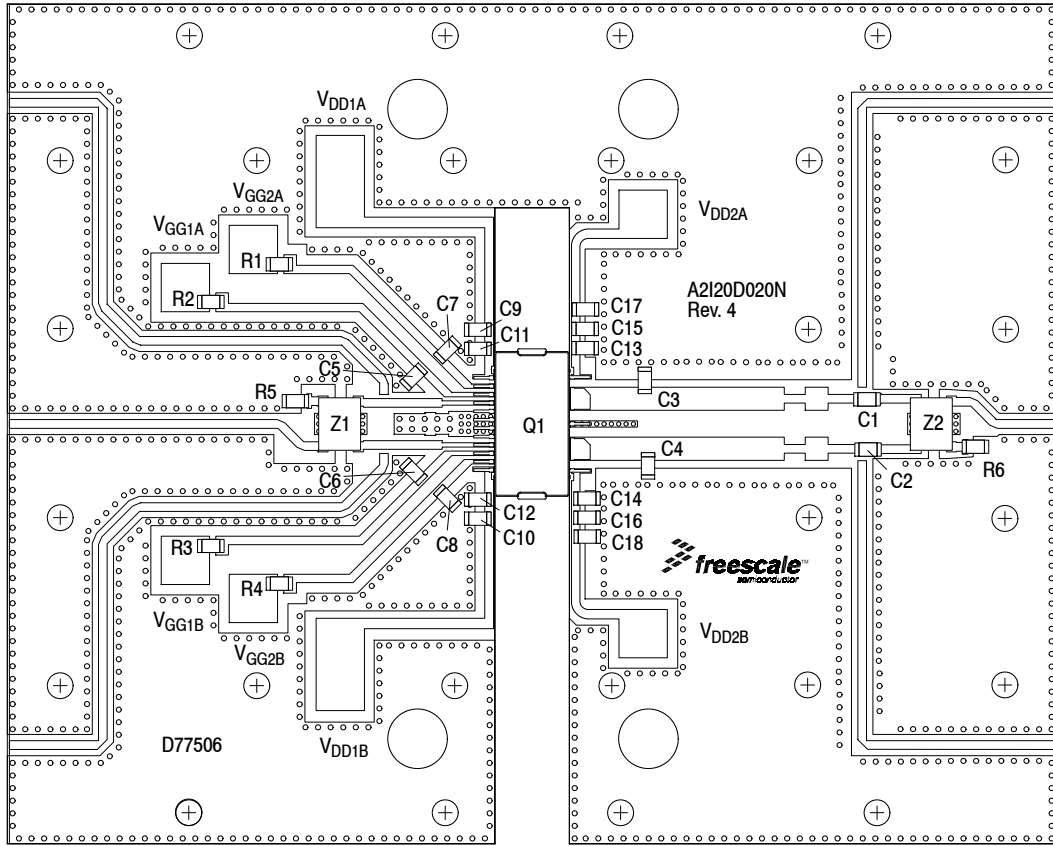 VDD1A
VGG2A
VGG1A
VDD2A
R1
R2
C7
C9
C11
C17
C15
C13
A2I20D020N
Rev. 4
C5
R5
C3
C1
Z1
Q1
Z2
C4
C2
R6
C6
C8
C12
C10
C14
C16
C18
R3
R4
freescale™
semiconductor
VGG1B
VGG2B
VDD2B
VDD1B
D77506